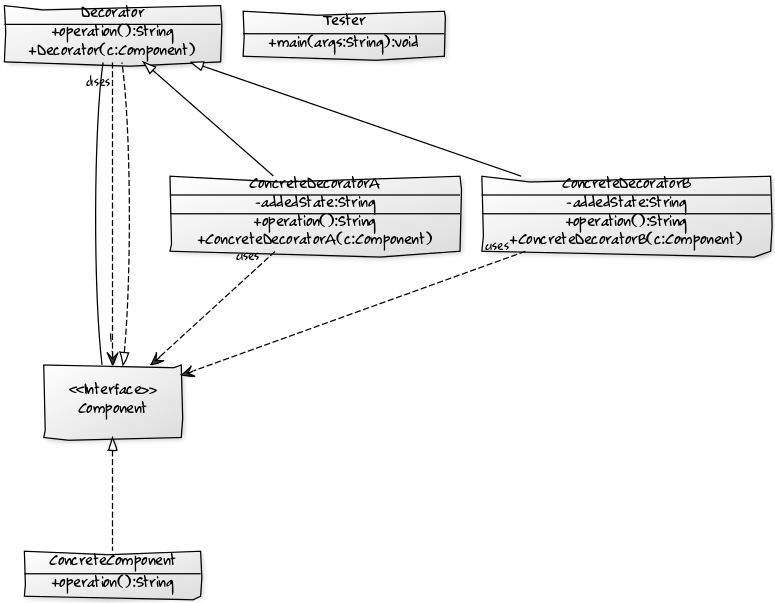 Decorator
+operation():String
+Decorator(c:Component)
Tester
+main(args:String):void
uses
ConcreteDecoratorA
-addedState:String
+operation():String
+ConcreteDecoratorA(c:Component)
uses
ConcreteDecoratorB
-addedState:String
+operation():String
+ConcreteDecoratorB(c:Component)
uses
<<Interface>>
Component
ConcreteComponent
+operation():String